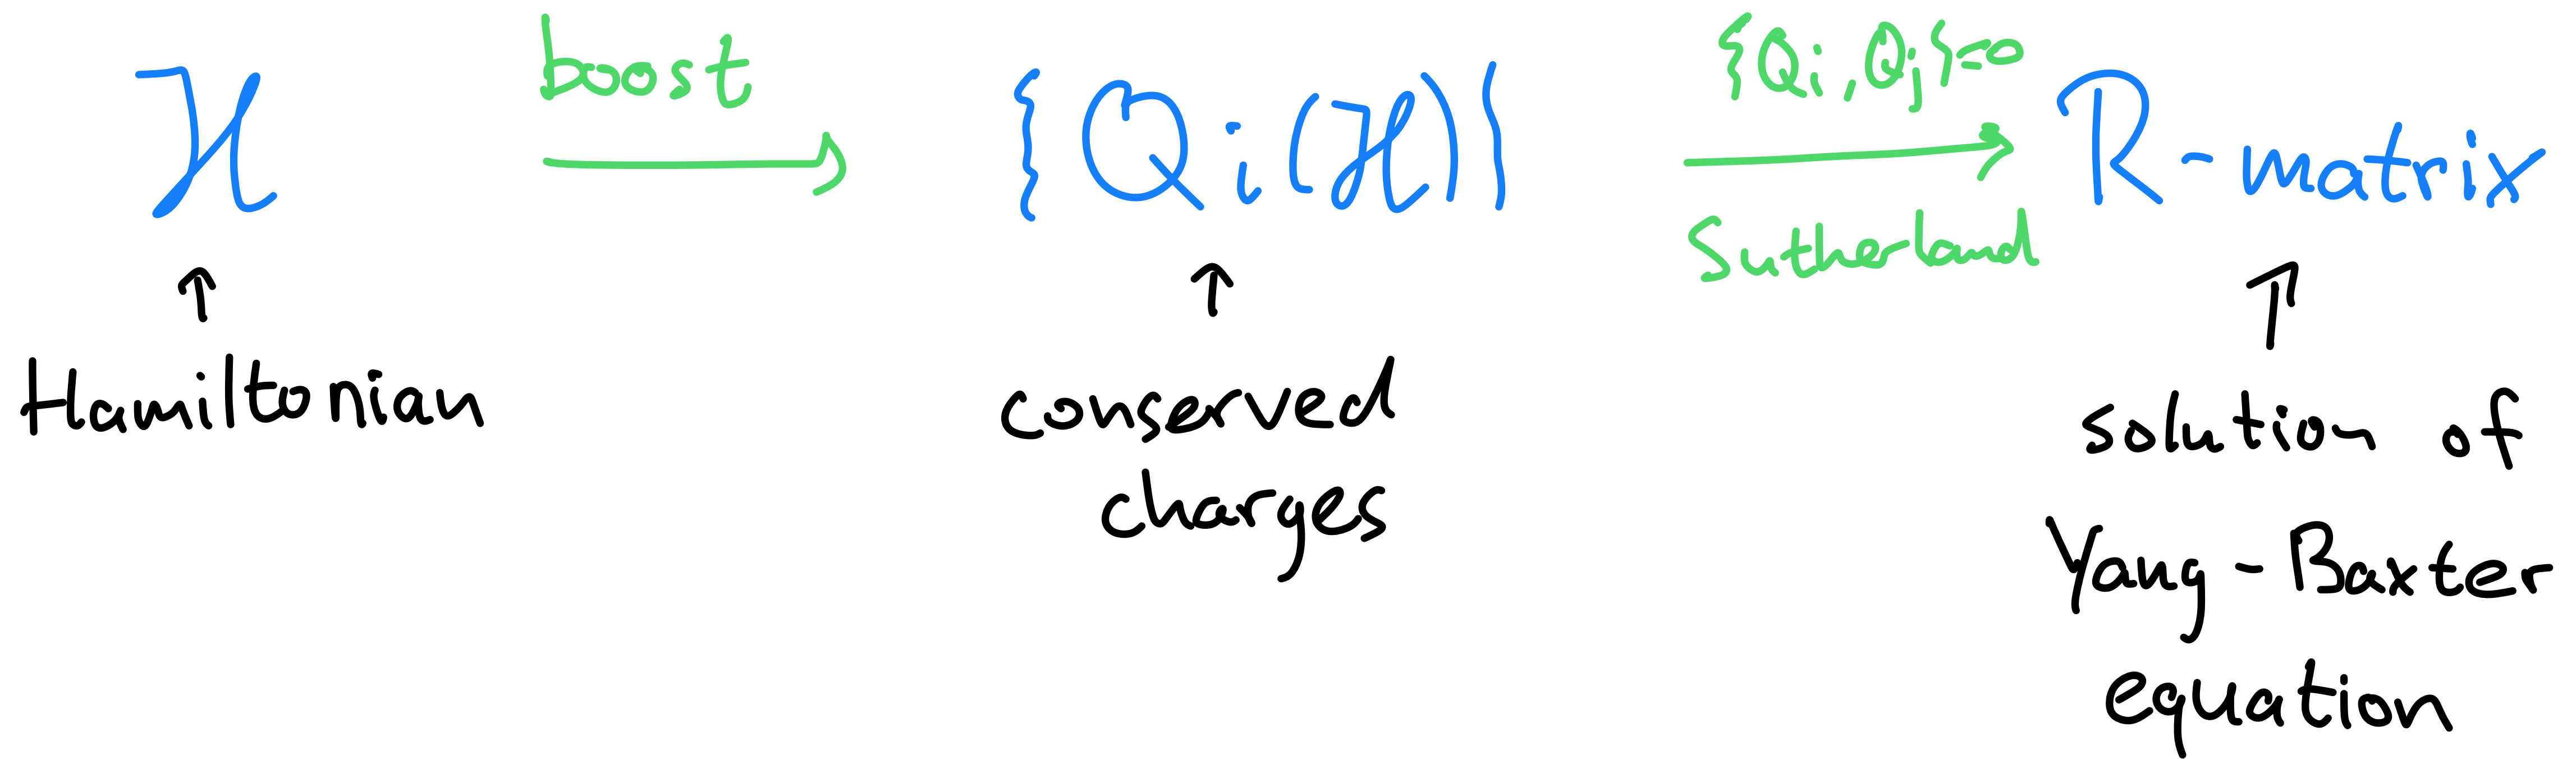 boost
{Qi, Qj}=0
ℋ
{Qi(ℋ)}
R-matrix
Sutherland
↑
↑
↑
Hamiltonian
conserved
charges
solution of
Yang-Baxter
equation